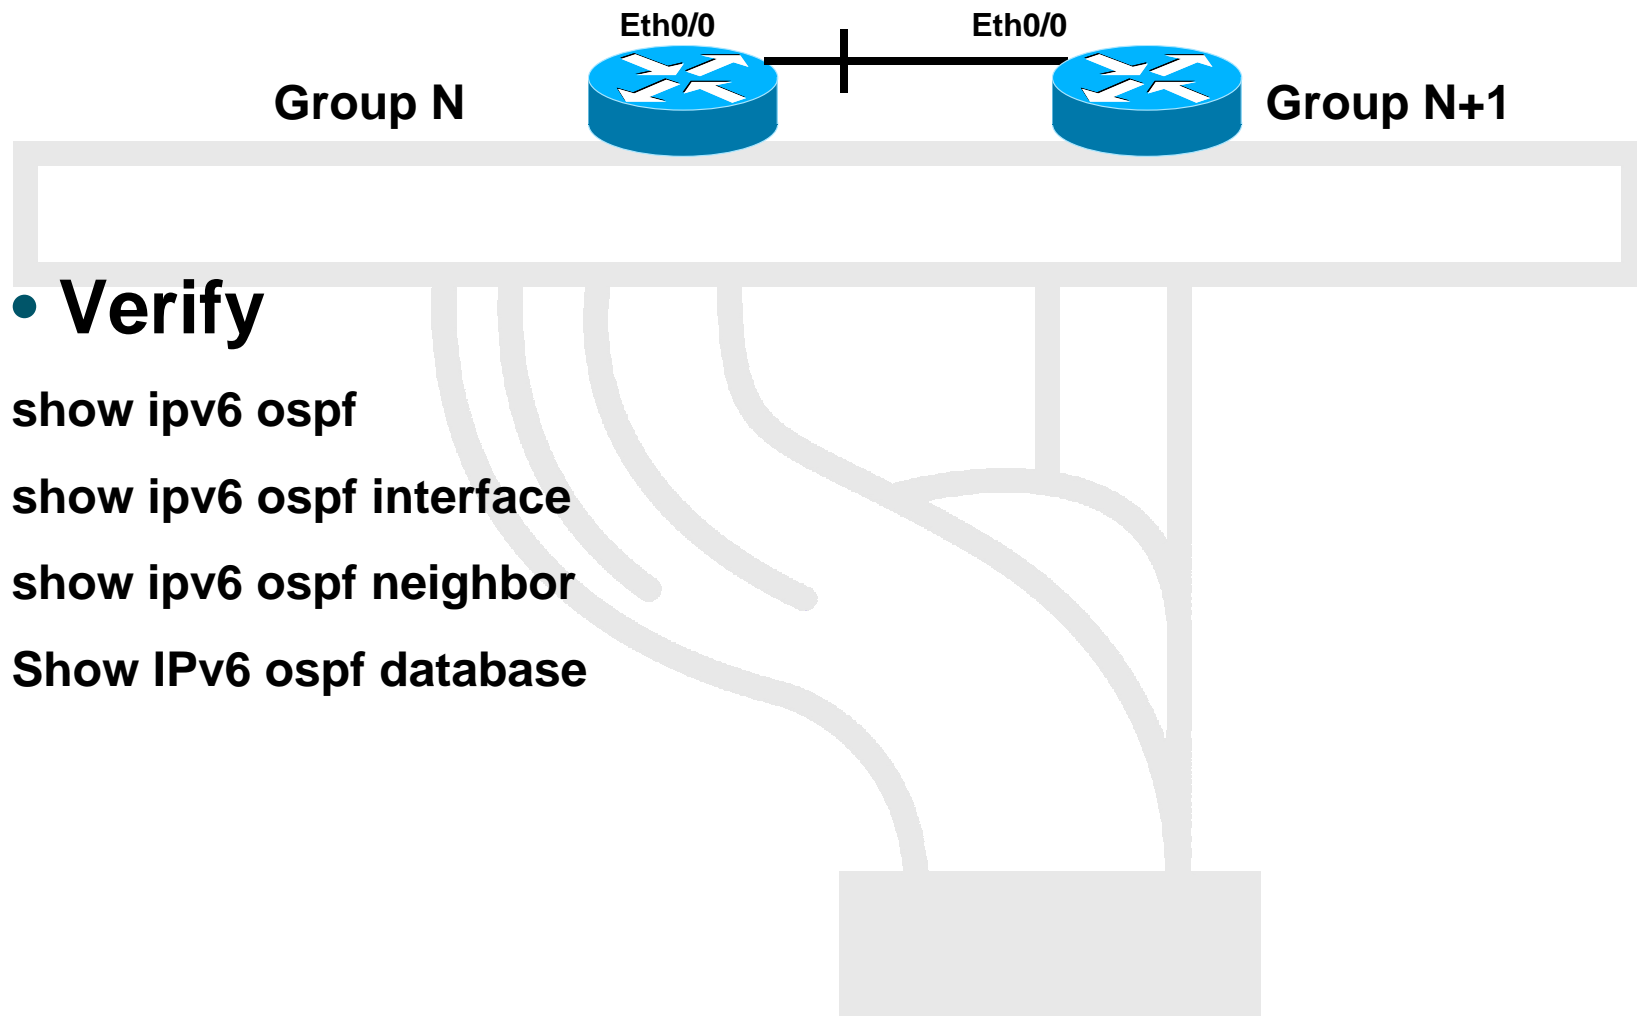 Eth0/0 Eth0/0
Group N Group N+1
• Verify
show ipv6 ospf
show ipv6 ospf interface
show ipv6 ospf neighbor
Show IPv6 ospf database